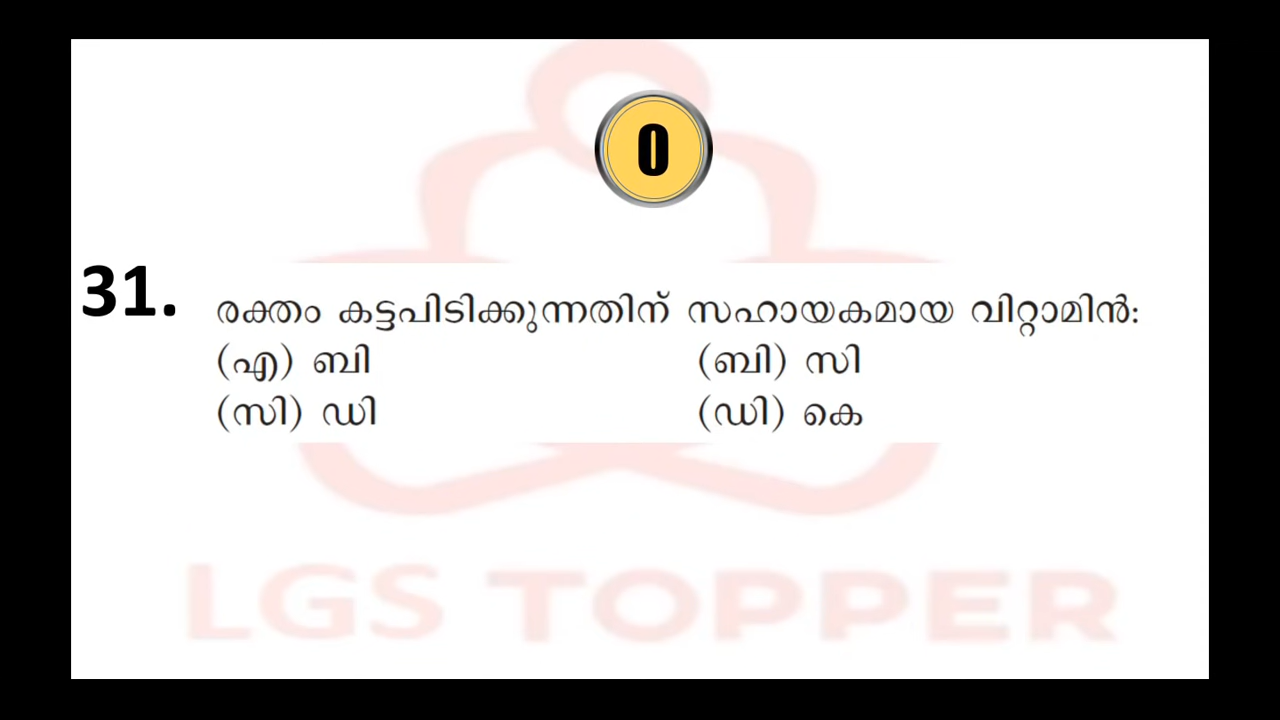 0
31. രക്തം കട്ടപിടിക്കുന്നതിന് സഹായകമായ വിറ്റാമിൻ:
(എ) ബി (ബി) സി
(സി) ഡി (ഡി) കെ
LGS TOPPER